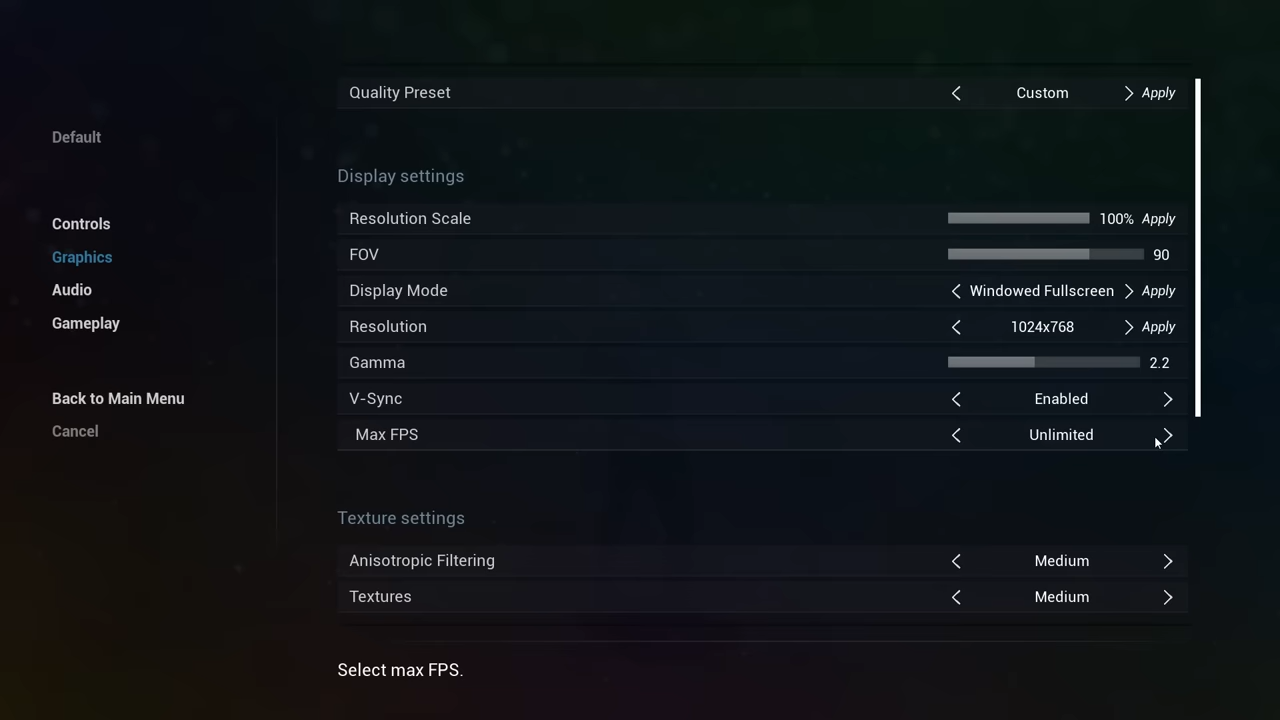 Quality Preset Custom Apply
Default
Display settings
Controls
Resolution Scale 100% Apply
Graphics
FOV 90
Audio
Display Mode Windowed Fullscreen Apply
Gameplay
Resolution 1024x768 Apply
Gamma 2.2
Back to Main Menu
V-Sync Enabled
Cancel
Max FPS Unlimited
Texture settings
Anisotropic Filtering Medium
Textures Medium
Select max FPS.